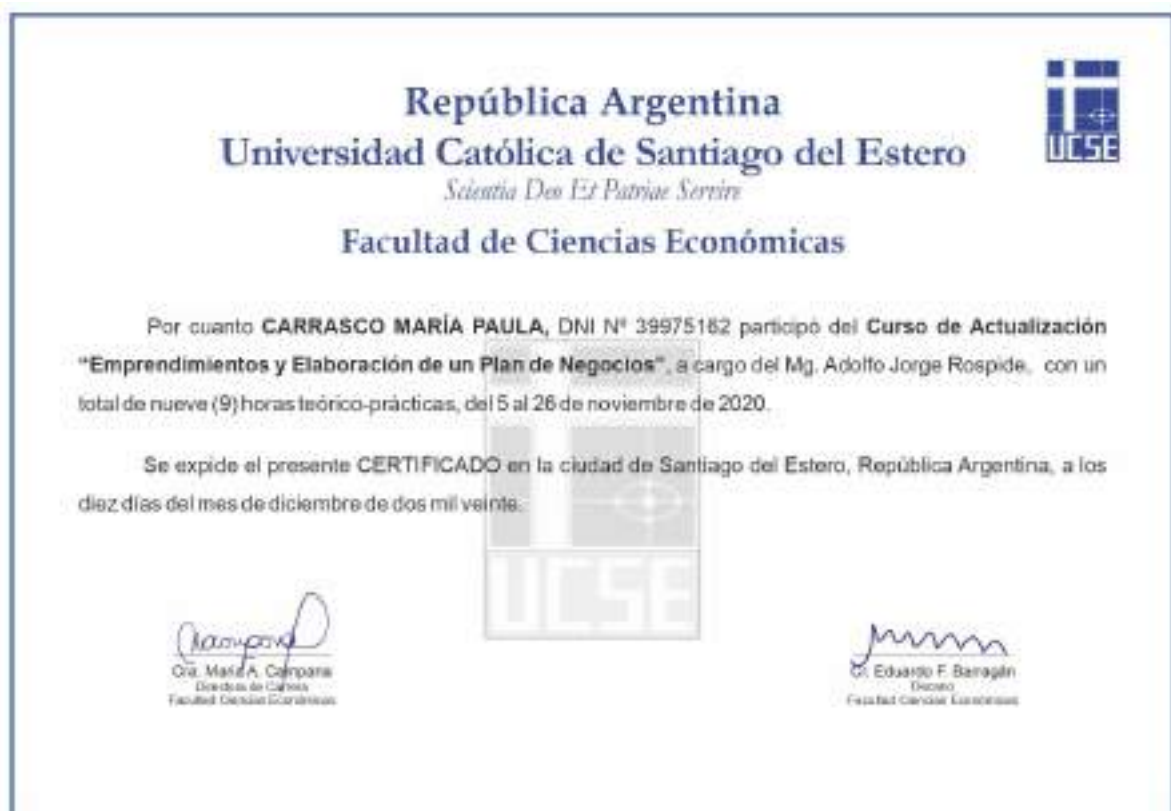 República Argentina
UCSE
Universidad Católica de Santiago del Estero
Scientia Deo Et Patriae Servire
Facultad de Ciencias Económicas
Por cuanto CARRASCO MARÍA PAULA, DNI Nº 39975162 participó del Curso de Actualización
"Emprendimientos y Elaboración de un Plan de Negocios", a cargo del Mg. Adolfo Jorge Rospide, con un
total de nueve (9) horas teórico-prácticas, del 5 al 26 de noviembre de 2020.
Se expide el presente CERTIFICADO en la ciudad de Santiago del Estero, República Argentina, a los
diez días del mes de diciembre de dos mil veinte.
UCSE
Cra. María A. Campana
Directora de Carrera
Facultad Ciencias Económicas
Cr. Eduardo F. Barragán
Decano
Facultad Ciencias Económicas